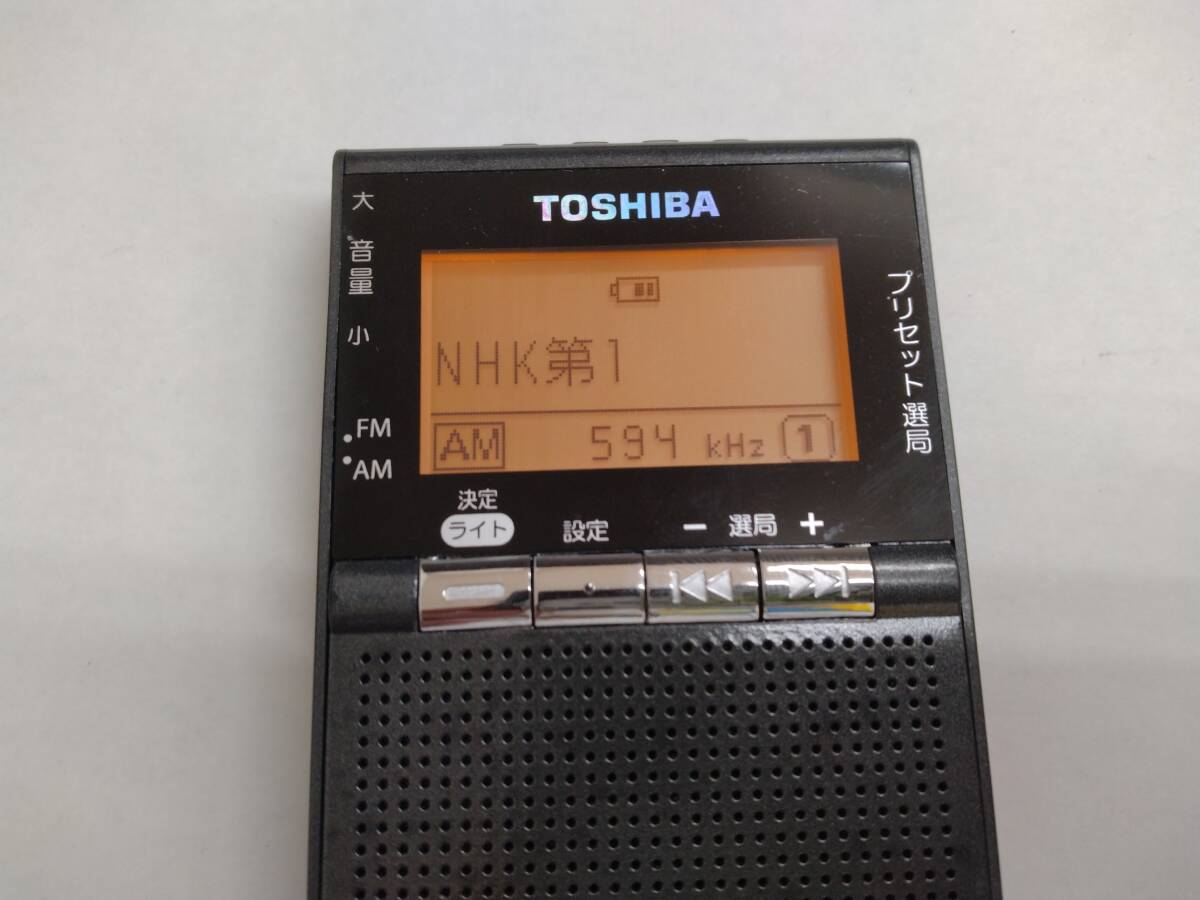 TOSHIBA
大
音量
小
NHK第1
AM 594 kHz 1
FM
AM
プリセット選局
決定
ライト
設定
− 選局 +